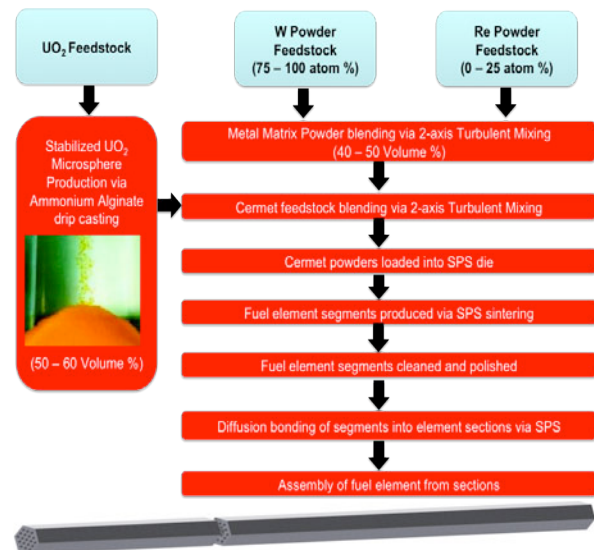 UO₂ Feedstock
W Powder
Feedstock
(75 – 100 atom %)
Re Powder
Feedstock
(0 – 25 atom %)
Stabilized UO₂
Microsphere
Production via
Ammonium Alginate
drip casting
(50 – 60 Volume %)
Metal Matrix Powder blending via 2-axis Turbulent Mixing
(40 – 50 Volume %)
Cermet feedstock blending via 2-axis Turbulent Mixing
Cermet powders loaded into SPS die
Fuel element segments produced via SPS sintering
Fuel element segments cleaned and polished
Diffusion bonding of segments into element sections via SPS
Assembly of fuel element from sections